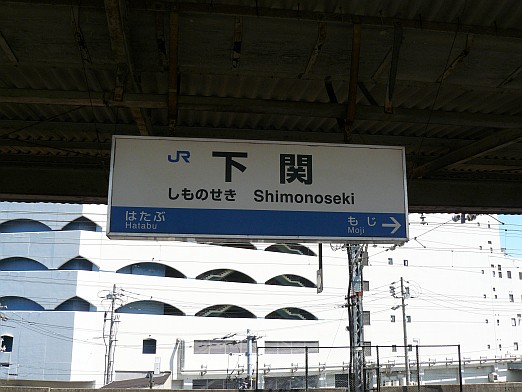 JR 下関
しものせき Shimonoseki
はたぶ もじ
Hatabu Moji →